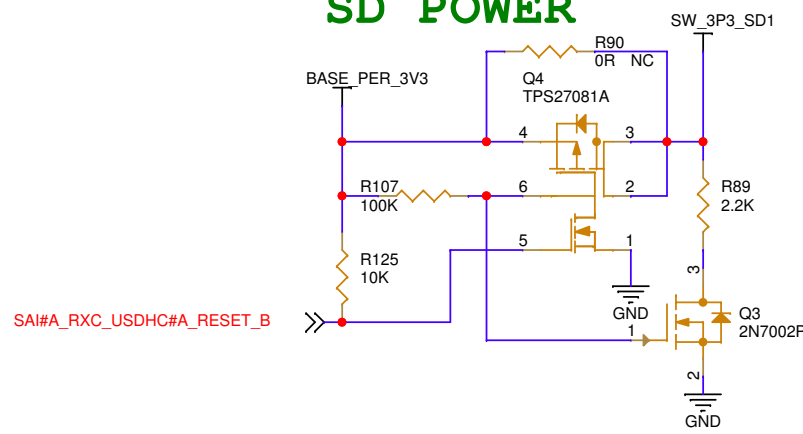 SD POWER
SW_3P3_SD1
R90
0R NC
BASE_PER_3V3
Q4
TPS27081A
4
3
R107
100K
6
2
R89
2.2K
5
1
R125
10K
3
SAI#A_RXC_USDHC#A_RESET_B
GND
Q3
2N7002P
1
2
GND